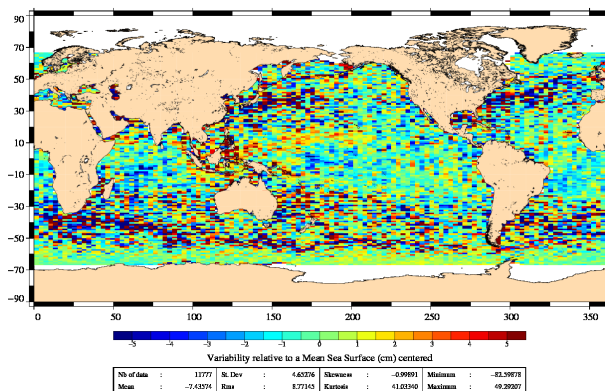 90
70
50
30
10
−10
−30
−50
−70
−90
0 50 100 150 200 250 300 350
−5 −4 −3 −2 −1 0 1 2 3 4 5
Variability relative to a Mean Sea Surface (cm) centered
Nb of data : 11777 St. Dev : 4.65276 Skewness : −0.99891 Minimum : −82.59878
Mean : −7.43574 Rms : 8.77145 Kurtosis : 41.03340 Maximum : 49.29207